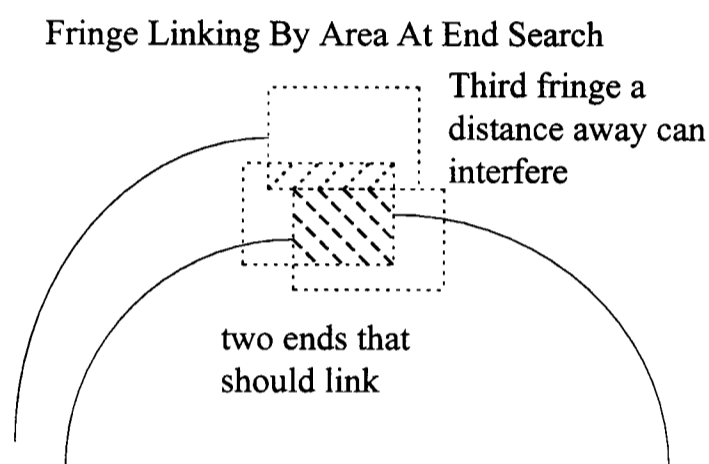 Fringe Linking By Area At End Search
Third fringe a
distance away can
interfere
two ends that
should link